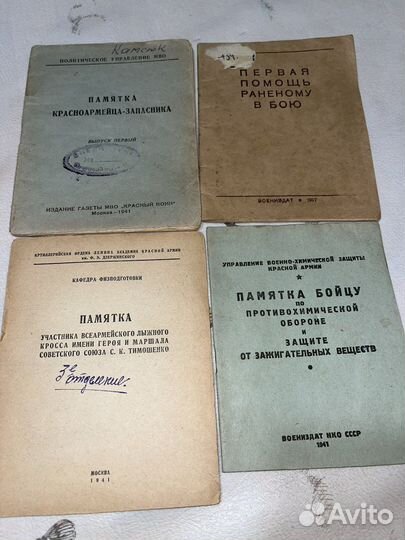 Камсюк
ПОЛИТИЧЕСКОЕ УПРАВЛЕНИЕ МВО
ПАМЯТКА
КРАСНОАРМЕЙЦА-ЗАПАСНИКА
ВЫПУСК ПЕРВЫЙ
ИЗДАНИЕ ГАЗЕТЫ МВО „КРАСНЫЙ ВОИН"
Москва—1941
ПЕРВАЯ
ПОМОЩЬ
РАНЕНОМУ
В БОЮ
ВОЕНИЗДАТ ★ 1957
АРТИЛЛЕРИЙСКАЯ ОРДЕНА ЛЕНИНА АКАДЕМИЯ КРАСНОЙ АРМИИ
им. Ф. Э. ДЗЕРЖИНСКОГО
КАФЕДРА ФИЗПОДГОТОВКИ
ПАМЯТКА
УЧАСТНИКА ВСЕАРМЕЙСКОГО ЛЫЖНОГО
КРОССА ИМЕНИ ГЕРОЯ И МАРШАЛА
СОВЕТСКОГО СОЮЗА С. К. ТИМОШЕНКО
3е
отделение.
МОСКВА
1941
УПРАВЛЕНИЕ ВОЕННО-ХИМИЧЕСКОЙ ЗАЩИТЫ
КРАСНОЙ АРМИИ
★
ПАМЯТКА БОЙЦУ
ПО
ПРОТИВОХИМИЧЕСКОЙ
ОБОРОНЕ
И
ЗАЩИТЕ
ОТ ЗАЖИГАТЕЛЬНЫХ ВЕЩЕСТВ
ВОЕНИЗДАТ НКО СССР
1941
Avito